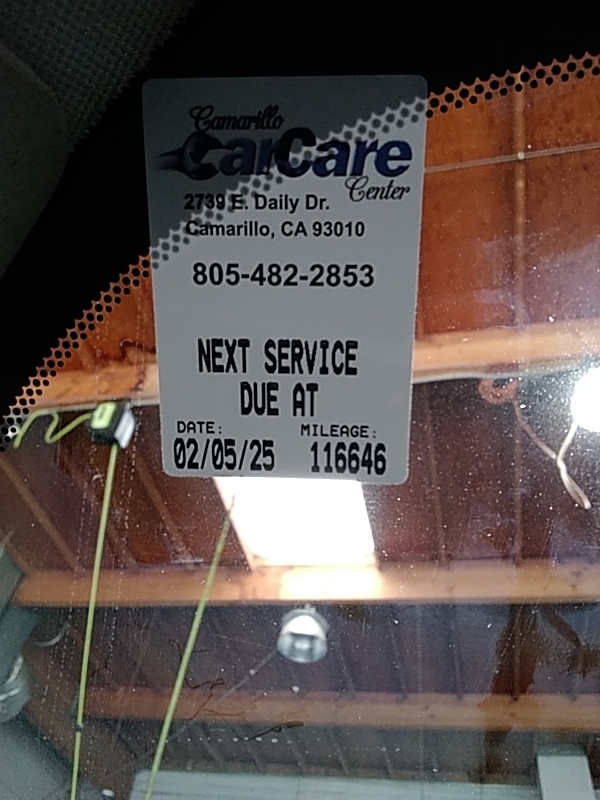 Camarillo
CarCare
Center
2739 E. Daily Dr.
Camarillo, CA 93010
805-482-2853
NEXT SERVICE
DUE AT
DATE: MILEAGE:
02/05/25 116646